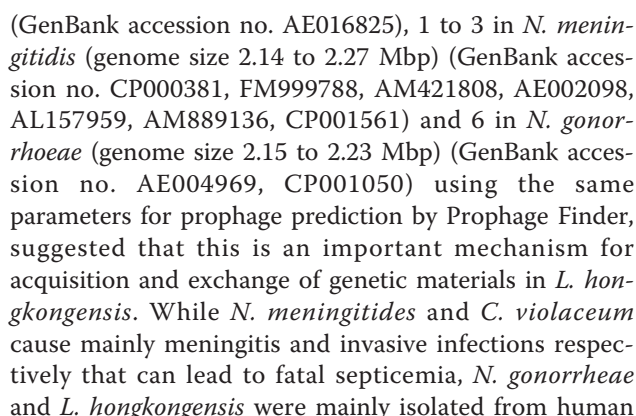 (GenBank accession no. AE016825), 1 to 3 in N. menin-
gitidis (genome size 2.14 to 2.27 Mbp) (GenBank acces-
sion no. CP000381, FM999788, AM421808, AE002098,
AL157959, AM889136, CP001561) and 6 in N. gonor-
rhoeae (genome size 2.15 to 2.23 Mbp) (GenBank acces-
sion no. AE004969, CP001050) using the same
parameters for prophage prediction by Prophage Finder,
suggested that this is an important mechanism for
acquisition and exchange of genetic materials in L. hon-
gkongensis. While N. meningitides and C. violaceum
cause mainly meningitis and invasive infections respec-
tively that can lead to fatal septicemia, N. gonorrheae
and L. hongkongensis were mainly isolated from human